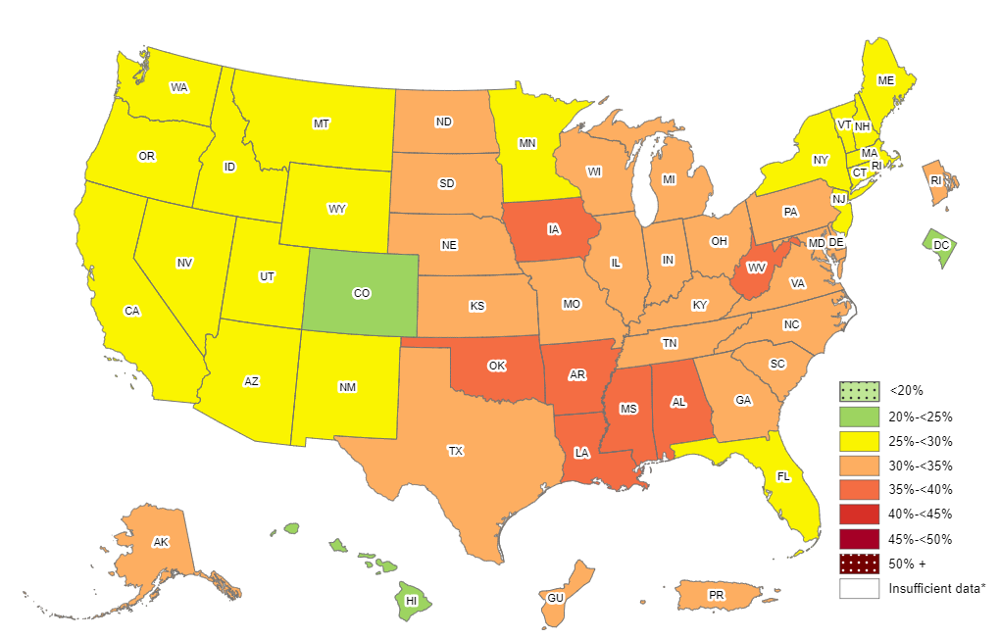 WA
ME
MT
ND
VT
NH
MN
OR
NY
MA
ID
SD
WI
MI
CT
RI
RI
WY
NJ
PA
IA
NE
OH
MD
DE
DC
NV
UT
IL
IN
WV
CO
VA
KS
MO
KY
CA
NC
TN
OK
SC
AZ
NM
AR
MS
AL
GA
TX
LA
FL
AK
HI
GU
PR
<20%
20%-<25%
25%-<30%
30%-<35%
35%-<40%
40%-<45%
45%-<50%
50% +
Insufficient data*